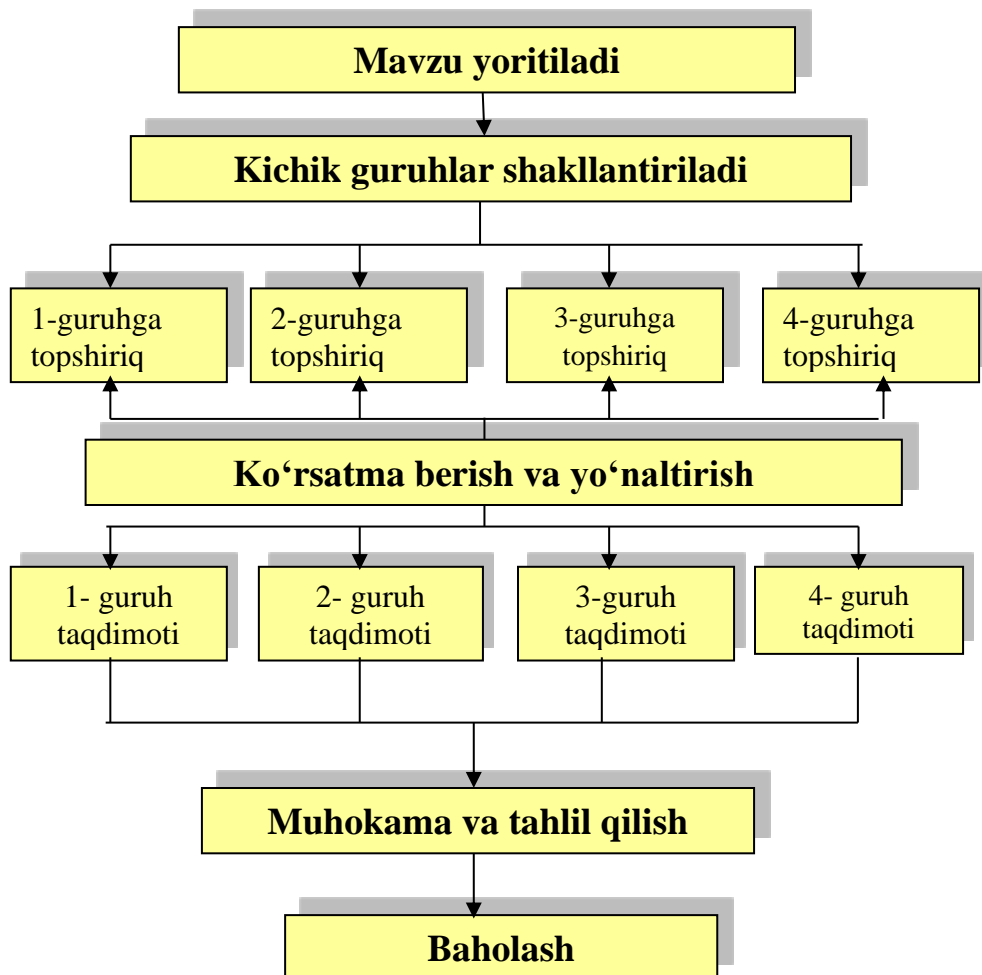 Mavzu yoritiladi
Kichik guruhlar shakllantiriladi
1-guruhga
topshiriq
2-guruhga
topshiriq
3-guruhga
topshiriq
4-guruhga
topshiriq
Ko‘rsatma berish va yo‘naltirish
1- guruh
taqdimoti
2- guruh
taqdimoti
3-guruh
taqdimoti
4- guruh
taqdimoti
Muhokama va tahlil qilish
Baholash